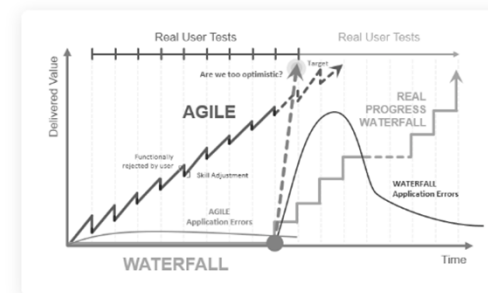 Real User Tests
Real User Tests
Delivered Value
Target
Are we too optimistic?
AGILE
REAL
PROGRESS
WATERFALL
Functionally
rejected by user
Skill Adjustment
WATERFALL
Application Errors
AGILE
Application Errors
WATERFALL
Time